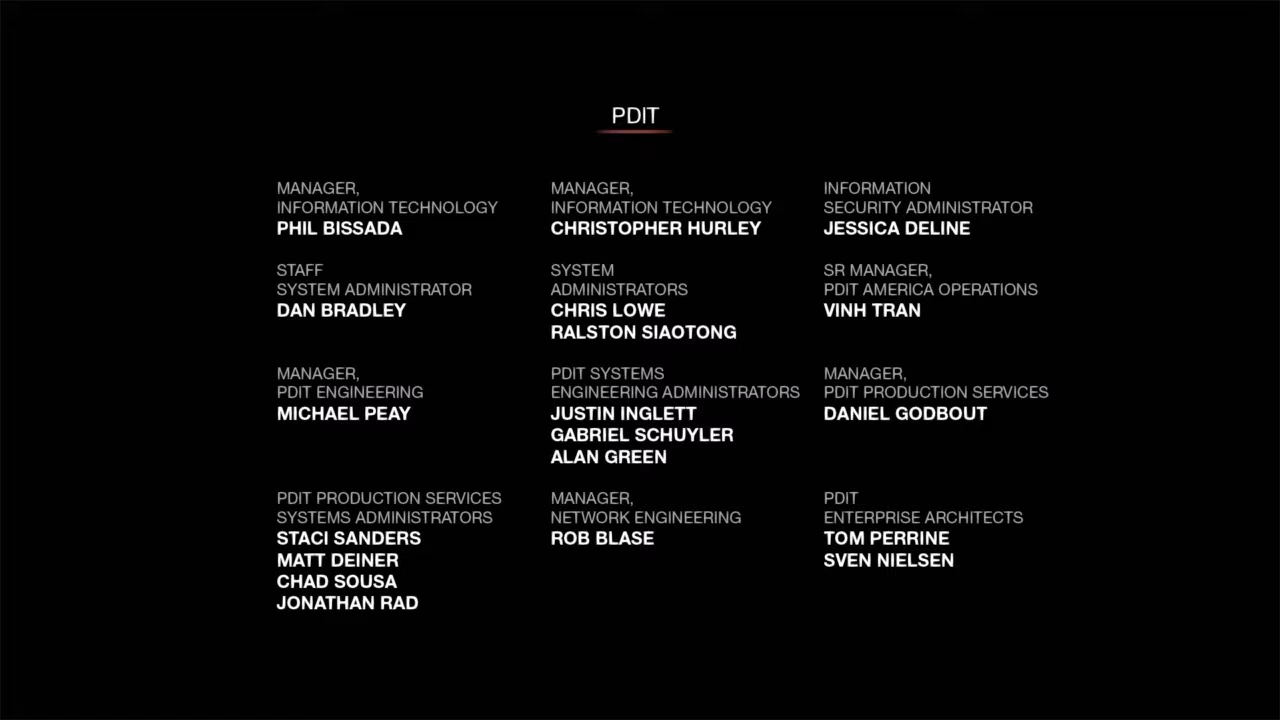 PDIT
MANAGER,
INFORMATION TECHNOLOGY
PHIL BISSADA
MANAGER,
INFORMATION TECHNOLOGY
CHRISTOPHER HURLEY
INFORMATION
SECURITY ADMINISTRATOR
JESSICA DELINE
STAFF
SYSTEM ADMINISTRATOR
DAN BRADLEY
SYSTEM
ADMINISTRATORS
CHRIS LOWE
RALSTON SIAOTONG
SR MANAGER,
PDIT AMERICA OPERATIONS
VINH TRAN
MANAGER,
PDIT ENGINEERING
MICHAEL PEAY
PDIT SYSTEMS
ENGINEERING ADMINISTRATORS
JUSTIN INGLETT
GABRIEL SCHUYLER
ALAN GREEN
MANAGER,
PDIT PRODUCTION SERVICES
DANIEL GODBOUT
PDIT PRODUCTION SERVICES
SYSTEMS ADMINISTRATORS
STACI SANDERS
MATT DEINER
CHAD SOUSA
JONATHAN RAD
MANAGER,
NETWORK ENGINEERING
ROB BLASE
PDIT
ENTERPRISE ARCHITECTS
TOM PERRINE
SVEN NIELSEN